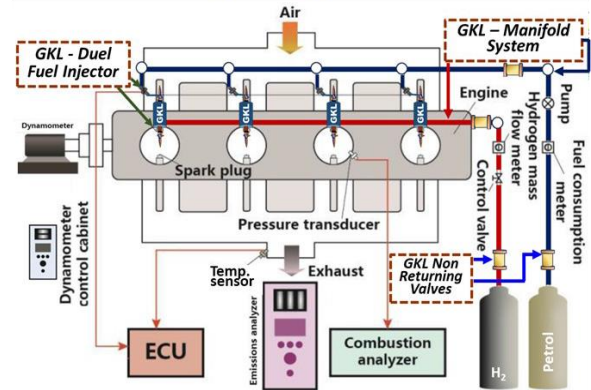 Air
GKL - Duel
Fuel Injector
GKL – Manifold
System
Engine
GKL
GKL
GKL
GKL
Dynamometer
Spark plug
Pressure transducer
Pump
Hydrogen mass
flow meter
Control valve
Fuel consumption
meter
Dynamometer
control cabinet
Temp.
sensor
Exhaust
GKL Non
Returning
Valves
ECU
Emissions analyzer
Combustion
analyzer
H2
Petrol